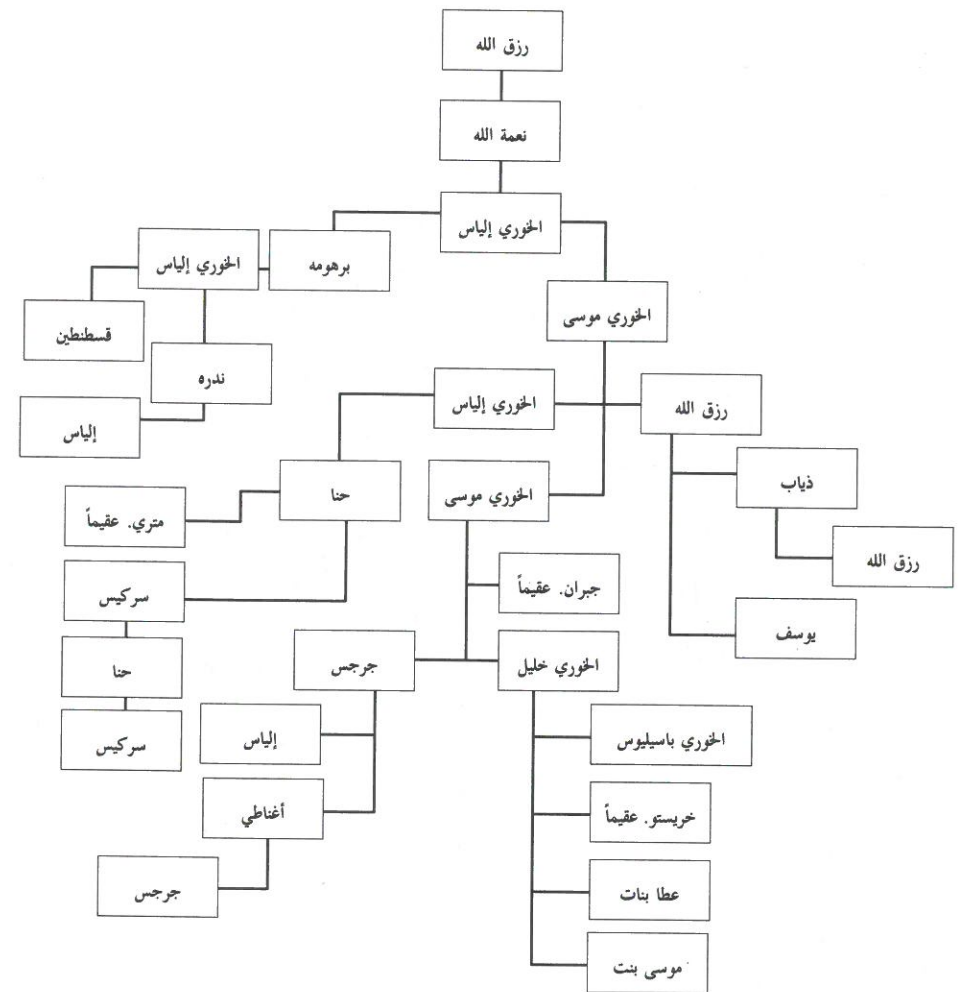 رزق الله
نعمة الله
الخوري إلياس
برهومه
الخوري إلياس
قسطنطين
ندره
إلياس
الخوري موسى
رزق الله
الخوري إلياس
ذياب
رزق الله
يوسف
حنا
الخوري موسى
متري. عقيماً
سركيس
حنا
سركيس
جبران. عقيماً
الخوري خليل
جرجس
إلياس
أغناطي
جرجس
الخوري باسيليوس
خريستو. عقيماً
عطا بنات
موسى بنت